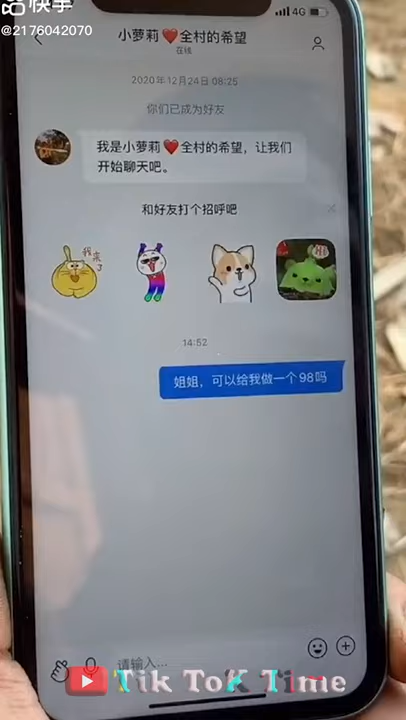 快手
@2176042070
4G
小萝莉❤️全村的希望
在线
2020年12月24日 08:25
你们已成为好友
我是小萝莉❤️全村的希望，让我们
开始聊天吧。
和好友打个招呼吧
我来了
14:52
姐姐，可以给我做一个98吗
请输入...
Tik ToK Time